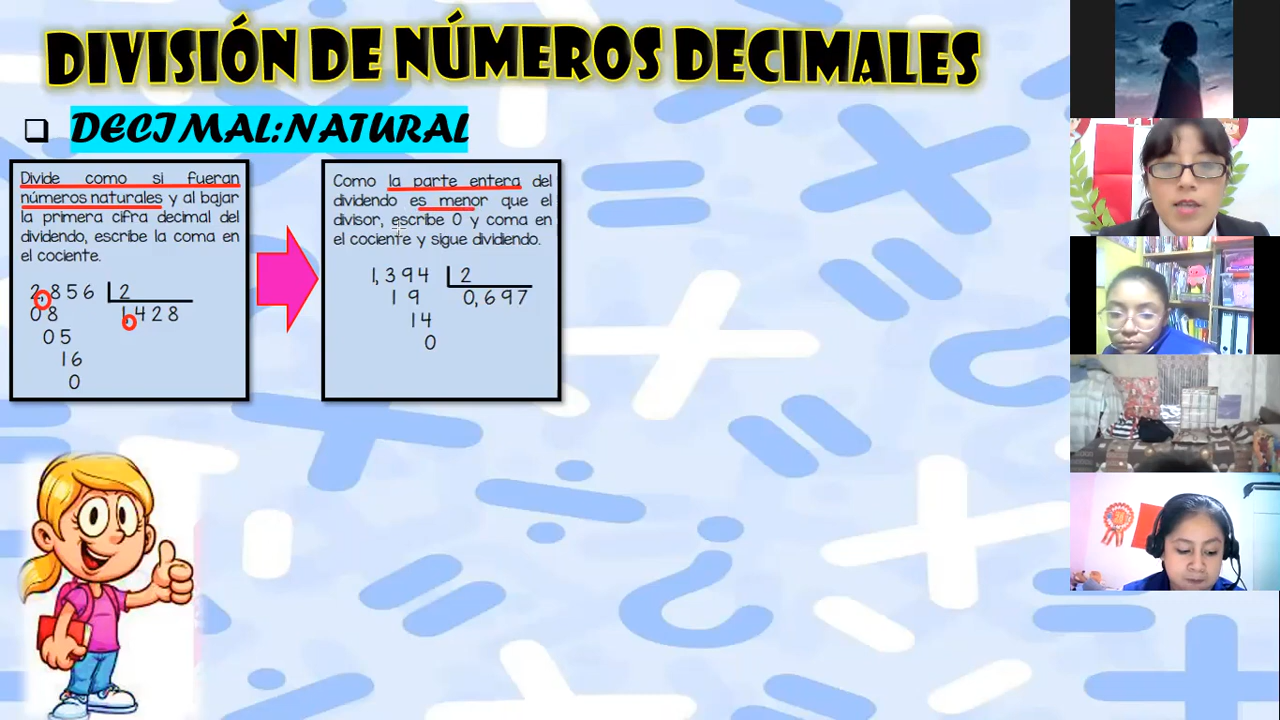 DIVISIÓN DE NÚMEROS DECIMALES
DECIMAL:NATURAL
Divide como si fueran
números naturales y al bajar
la primera cifra decimal del
dividendo, escribe la coma en
el cociente.
2,856 2
08 1,428
05
16
0
Como la parte entera del
dividendo es menor que el
divisor, escribe 0 y coma en
el cociente y sigue dividiendo.
1,394 2
19 0,697
14
0